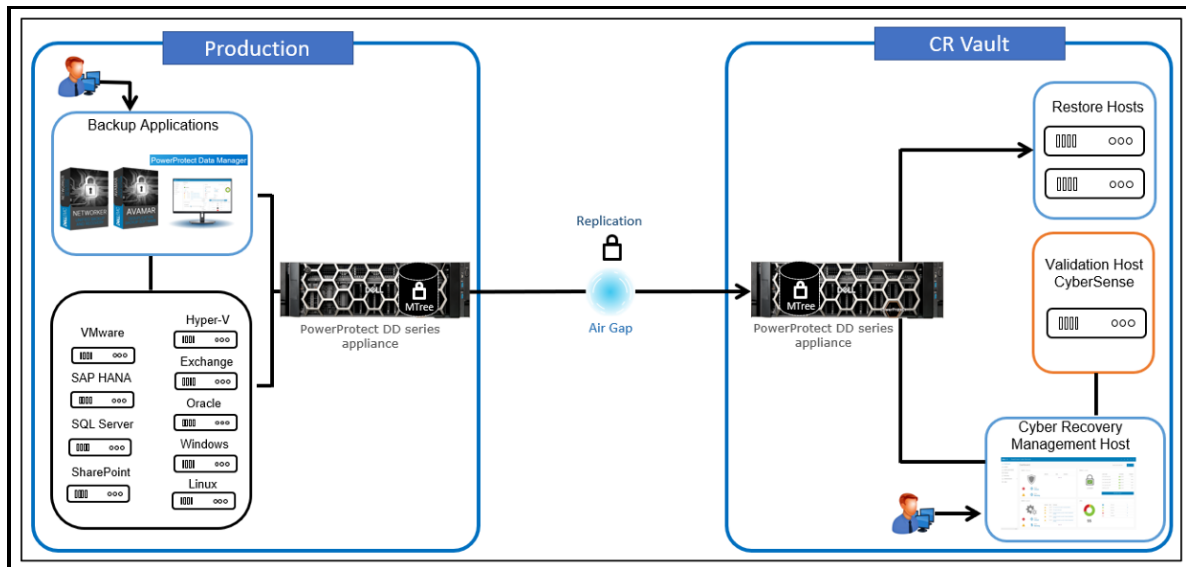 Production
Backup Applications
PowerProtect Data Manager
NETWORKER
AVAMAR
VMware
SAP HANA
SQL Server
SharePoint
Hyper-V
Exchange
Oracle
Windows
Linux
DELL
MTree
PowerProtect DD series
appliance
Replication
Air Gap
CR Vault
MTree
DELL
PowerProtect DD series
appliance
Restore Hosts
Validation Host
CyberSense
Cyber Recovery
Management Host